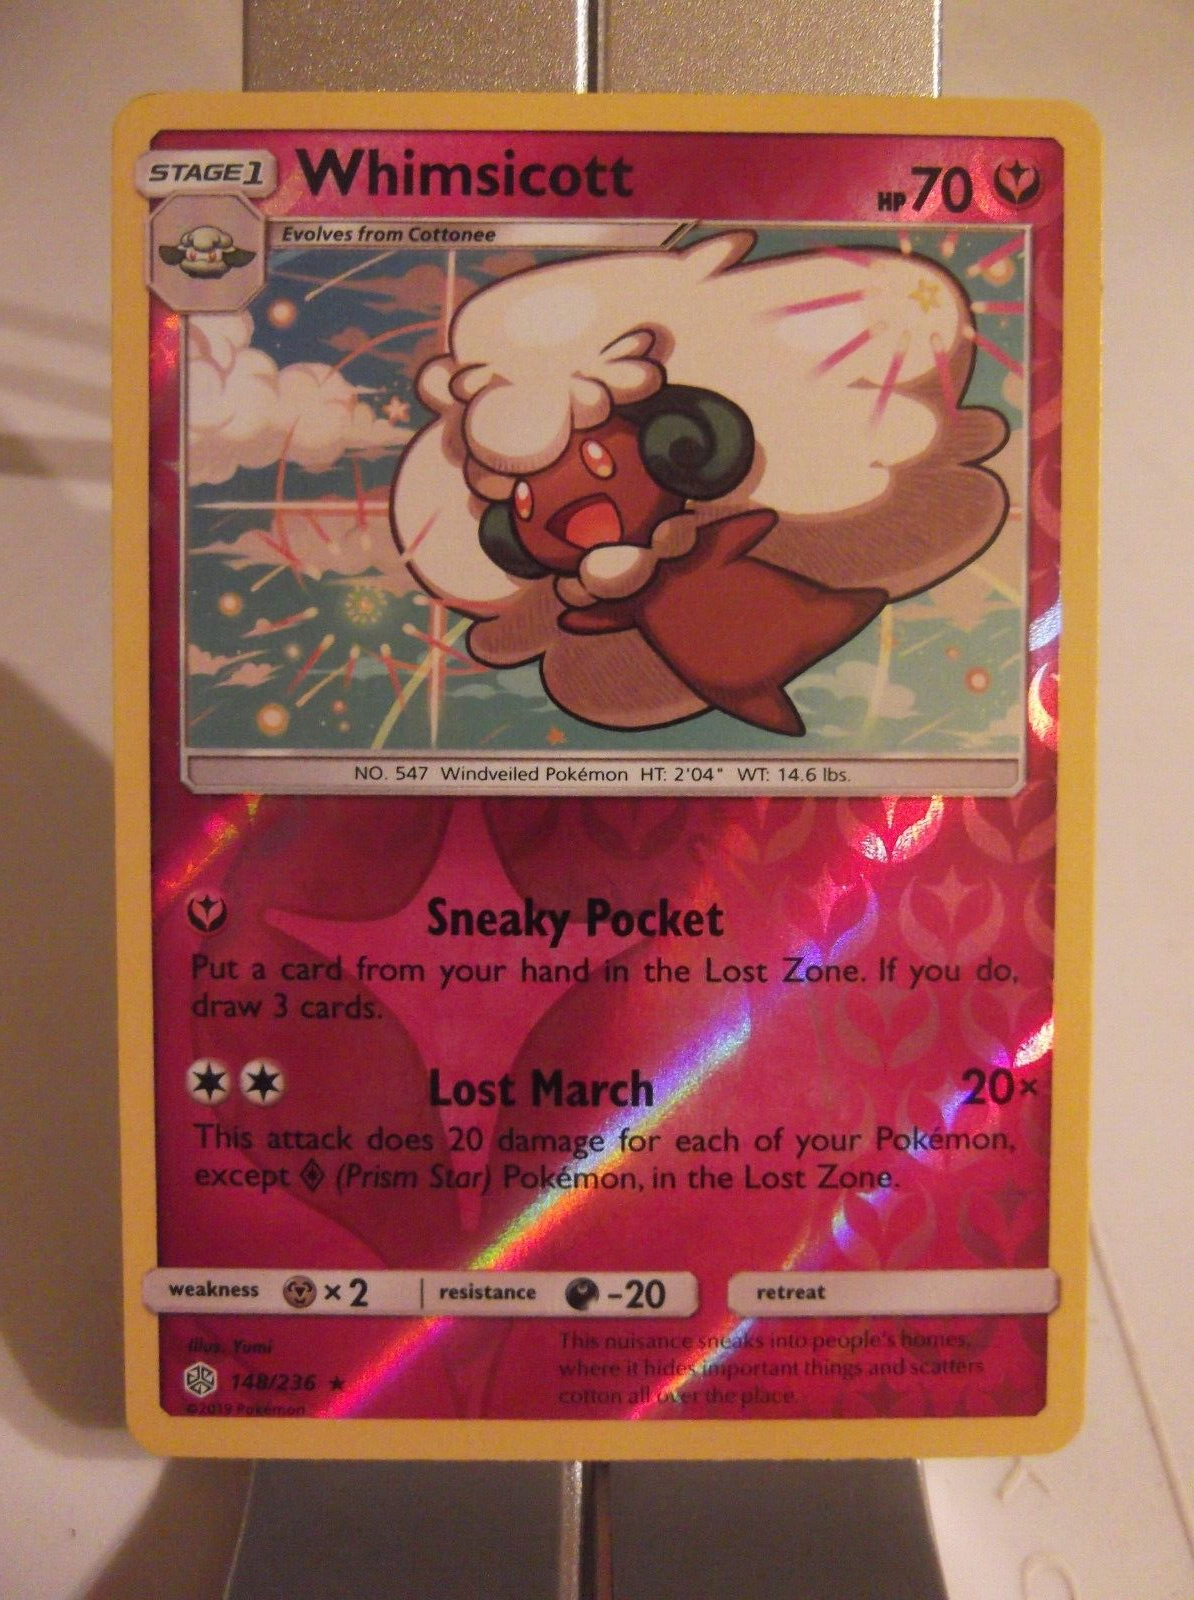 STAGE1 Whimsicott HP70
Evolves from Cottonee
NO. 547 Windveiled Pokémon HT: 2'04" WT: 14.6 lbs.
Sneaky Pocket
Put a card from your hand in the Lost Zone. If you do,
draw 3 cards.
Lost March 20×
This attack does 20 damage for each of your Pokémon,
except (Prism Star) Pokémon, in the Lost Zone.
weakness ×2 resistance -20 retreat
Illus. Yumi
148/236
©2019 Pokémon
This nuisance sneaks into people's homes,
where it hides important things and scatters
cotton all over the place.